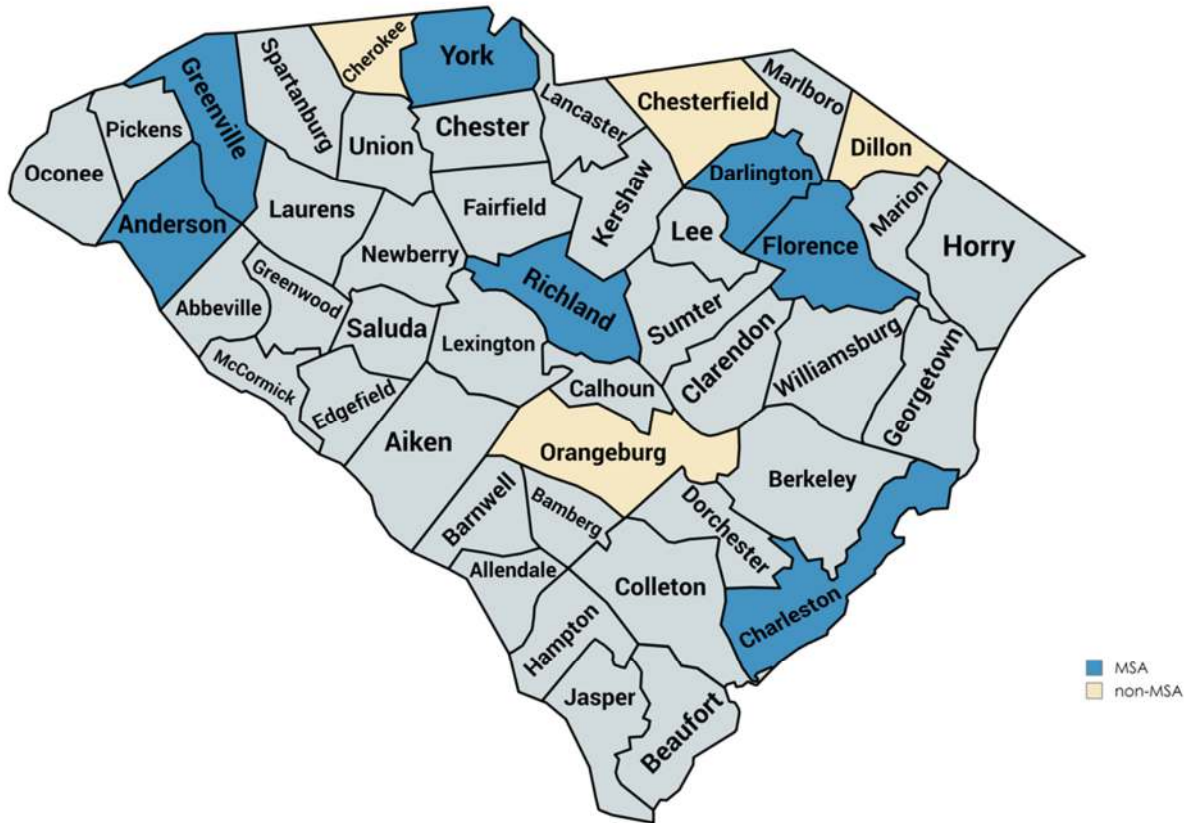 York
Cherokee
Spartanburg
Greenville
Pickens
Oconee
Anderson
Union
Chester
Lancaster
Chesterfield
Marlboro
Dillon
Darlington
Marion
Florence
Horry
Laurens
Newberry
Fairfield
Kershaw
Lee
Richland
Sumter
Abbeville
Greenwood
Saluda
Lexington
Clarendon
Williamsburg
Georgetown
McCormick
Edgefield
Calhoun
Aiken
Orangeburg
Berkeley
Barnwell
Bamberg
Dorchester
Allendale
Colleton
Charleston
Hampton
Jasper
Beaufort
MSA
non-MSA